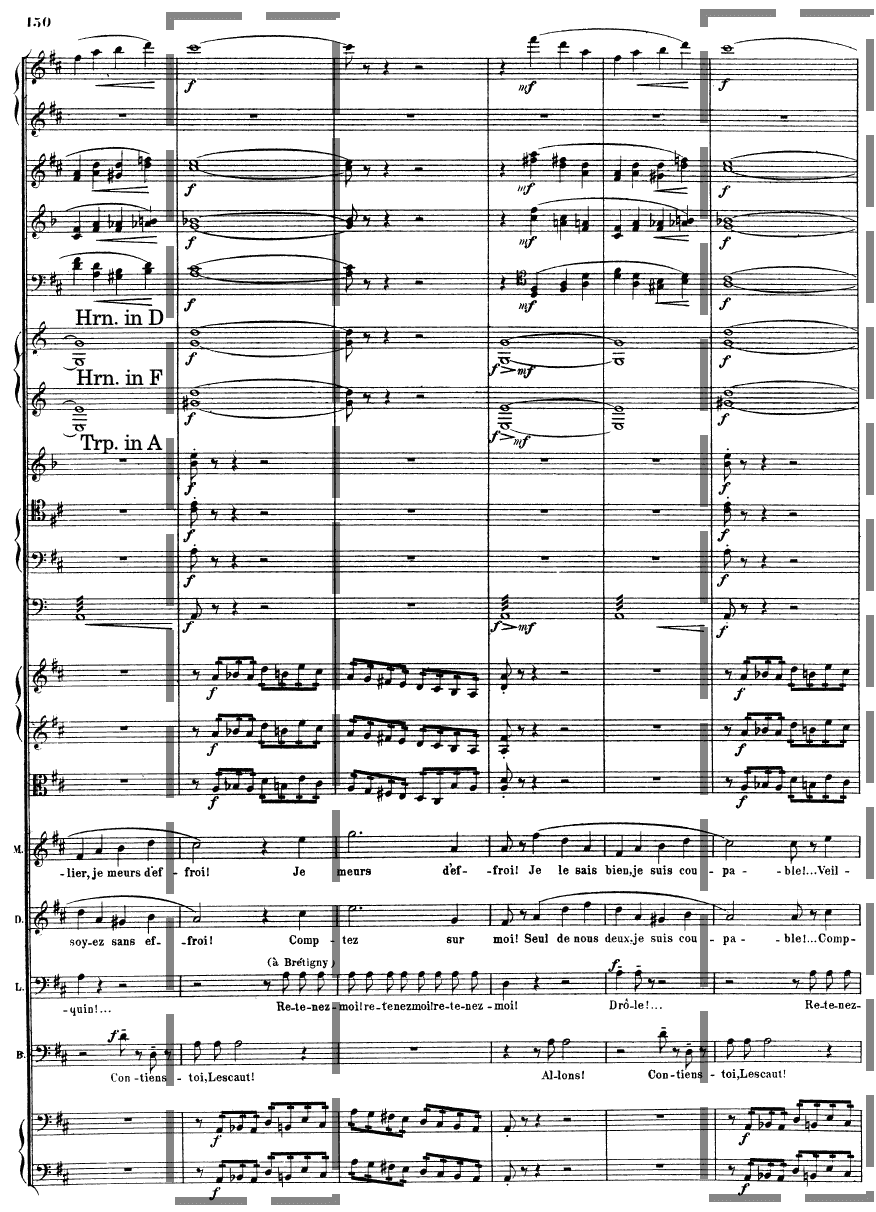 150
f
mf
f
f
mf
f
f
mf
f
f
mf
f
Hrn. in D
f
f > mf
f
Hrn. in F
f
f > mf
f
Trp. in A
f
f
f
f
f
f
f > mf
f
f
f
f
f
f
f
M.
-lier, je meurs d'ef- -froi! Je meurs d'ef- -froi! Je le sais bien, je suis cou- -pa- -ble!... Veil-
D.
soy-ez sans ef- -froi! Comp- -tez sur moi! Seul de nous deux, je suis cou- -pa- -ble!... Comp-
(à Brétigny)
f
L.
-quin!... Re-te-nez- -moi! re-tenez moi! re-te-nez -moi! Drô-le!... Re-te-nez-
f
B.
Con-tiens- toi, Lescaut! Al-lons! Con-tiens- toi, Lescaut!
f
f
f
f